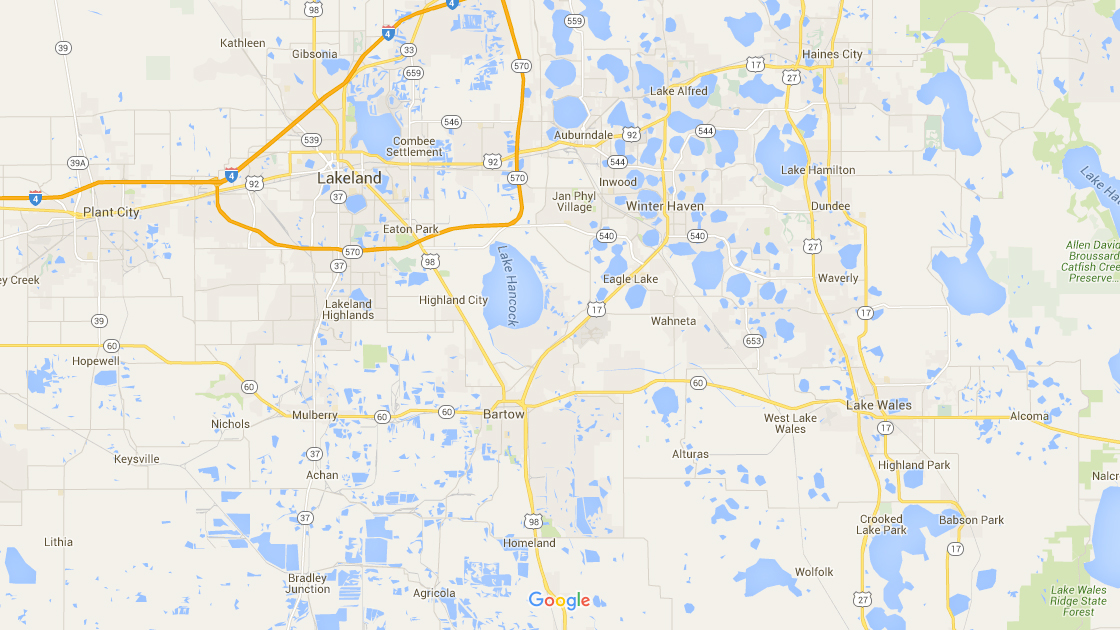 98
4
559
39
Kathleen
Gibsonia
4
33
Haines City
570
17
27
659
Lake Alfred
546
544
539
Combee
Settlement
Auburndale
92
39A
92
544
4
Lakeland
92
570
Inwood
Lake Hamilton
Lake Ha
4
37
Jan Phyl
Village
Plant City
Winter Haven
Dundee
Eaton Park
540
540
27
Allen David
Broussard
Catfish Cree
Preserve...
570
98
37
ey Creek
Lake Hancock
Eagle Lake
Waverly
Highland City
Lakeland
Highlands
17
17
39
Wahneta
60
653
Hopewell
60
60
Lake Wales
Mulberry
60
60
Bartow
West Lake
Wales
Alcoma
Nichols
17
37
Alturas
Keysville
Highland Park
Achan
Nalcr
37
98
Crooked
Lake Park
Babson Park
Lithia
Homeland
17
Bradley
Junction
Wolfolk
Agricola
Google
27
Lake Wales
Ridge State
Forest